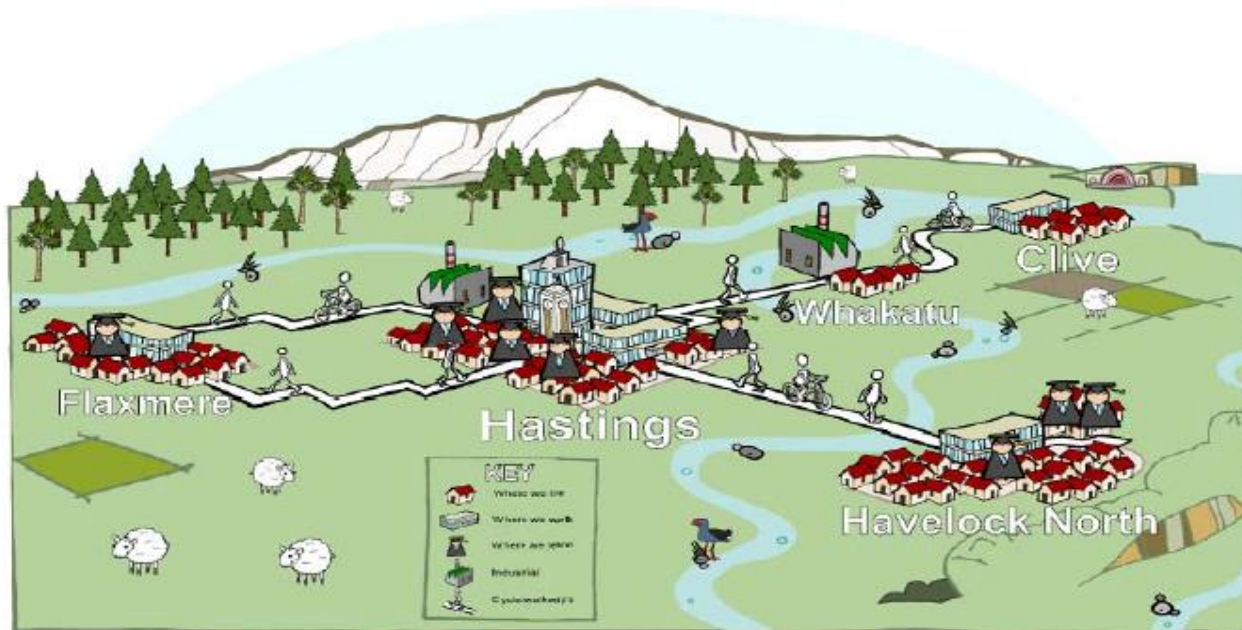 Clive
Whakatu
Flaxmere
Hastings
Havelock North
KEY
Where we live
Where we work
Where we learn
Industrial